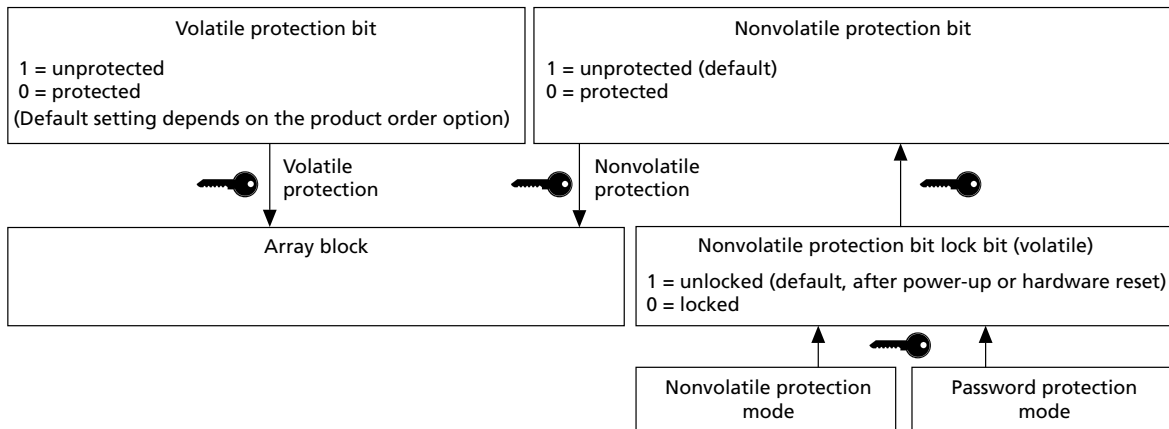 Volatile protection bit
1 = unprotected
0 = protected
(Default setting depends on the product order option)
Nonvolatile protection bit
1 = unprotected (default)
0 = protected
Volatile
protection
Nonvolatile
protection
Array block
Nonvolatile protection bit lock bit (volatile)
1 = unlocked (default, after power-up or hardware reset)
0 = locked
Nonvolatile protection
mode
Password protection
mode